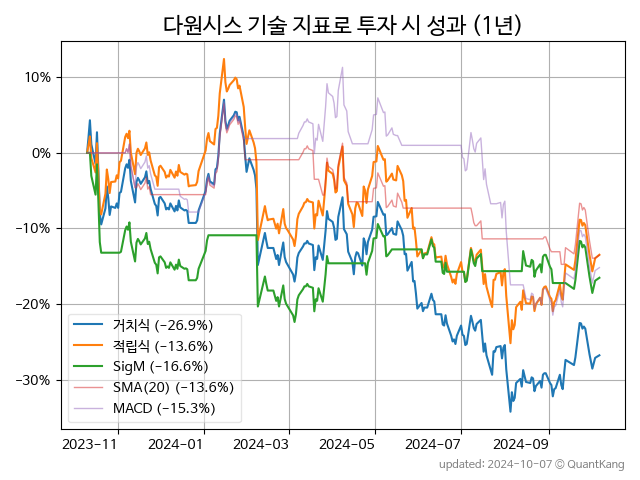 다원시스 기술 지표로 투자 시 성과 (1년)
10%
0%
−10%
−20%
−30%
거치식 (−26.9%)
적립식 (−13.6%)
SigM (−16.6%)
SMA(20) (−13.6%)
MACD (−15.3%)
2023-11
2024-01
2024-03
2024-05
2024-07
2024-09
updated: 2024-10-07 © QuantKang